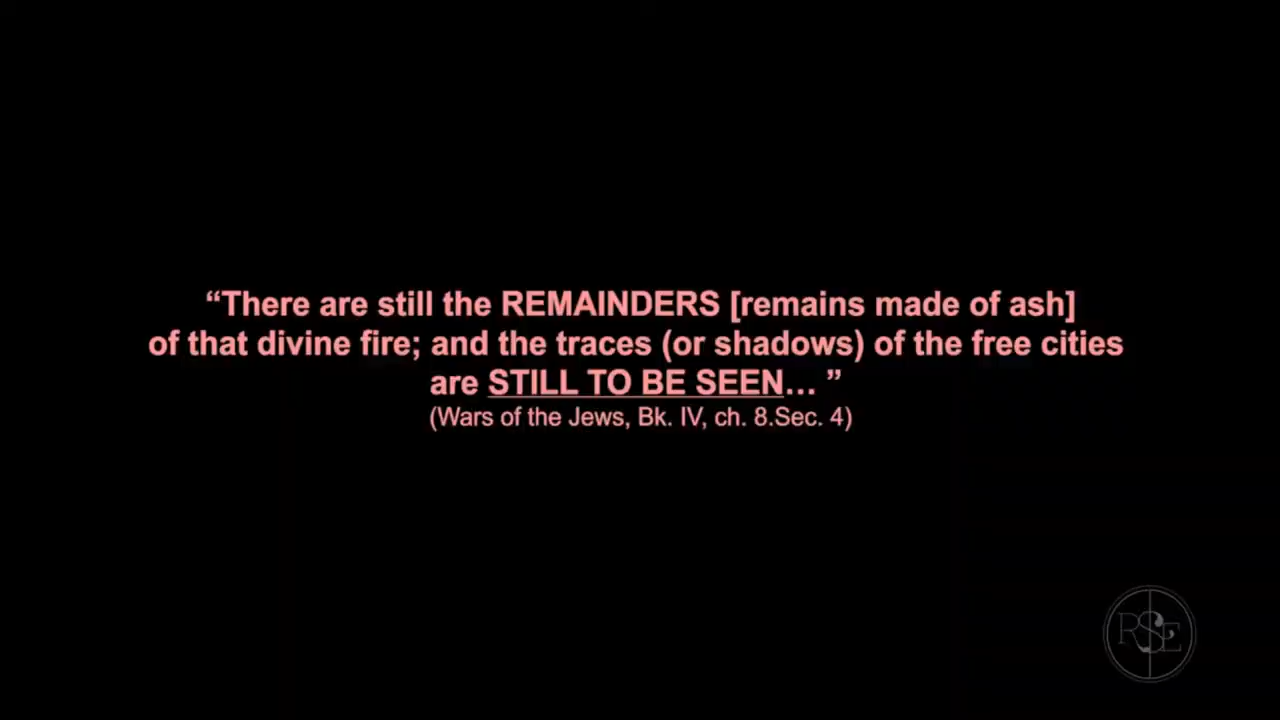 “There are still the REMAINDERS [remains made of ash]
of that divine fire; and the traces (or shadows) of the free cities
are STILL TO BE SEEN… ”
(Wars of the Jews, Bk. IV, ch. 8.Sec. 4)
RSE